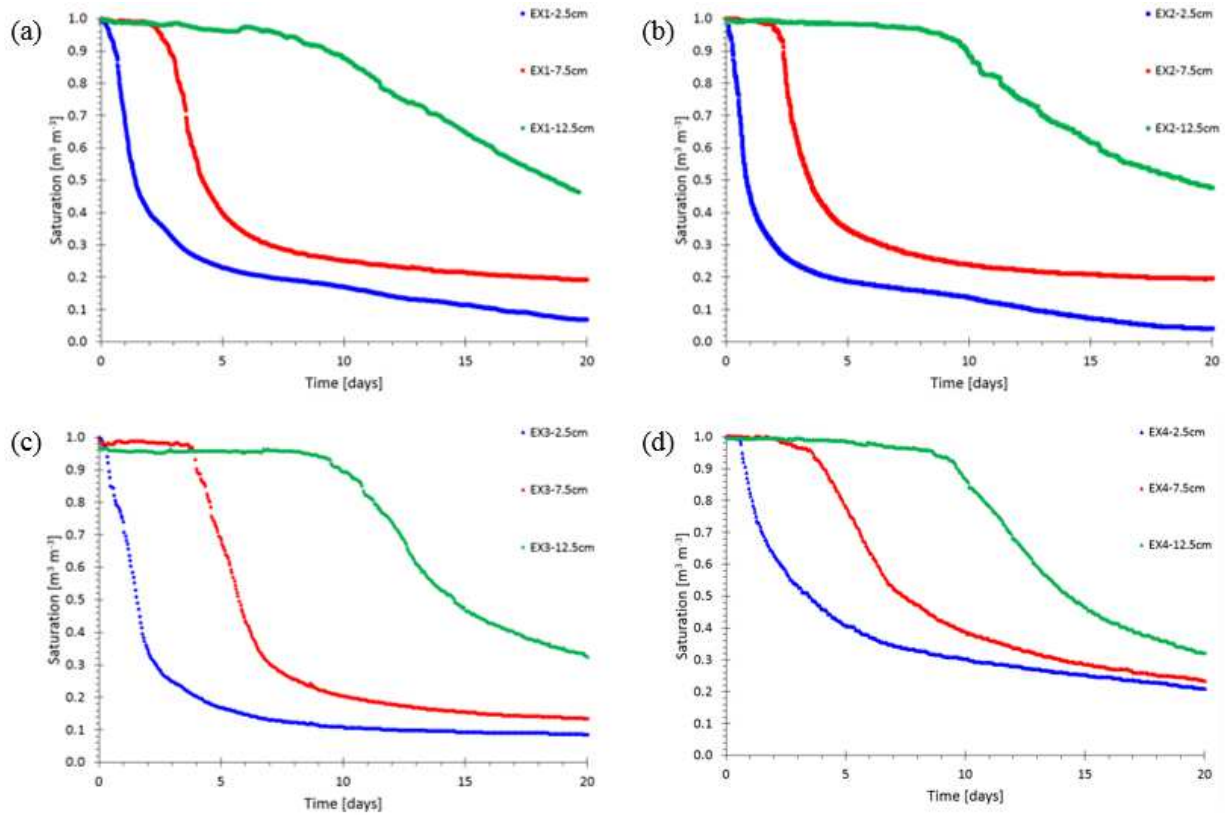 (a)
Saturation [m³ m⁻³]
1.0
0.9
0.8
0.7
0.6
0.5
0.4
0.3
0.2
0.1
0.0
0 5 10 15 20
Time [days]
EX1-2.5cm
EX1-7.5cm
EX1-12.5cm
(b)
Saturation [m³ m⁻³]
1.0
0.9
0.8
0.7
0.6
0.5
0.4
0.3
0.2
0.1
0.0
0 5 10 15 20
Time [days]
EX2-2.5cm
EX2-7.5cm
EX2-12.5cm
(c)
Saturation [m³ m⁻³]
1.0
0.9
0.8
0.7
0.6
0.5
0.4
0.3
0.2
0.1
0.0
0 5 10 15 20
Time [days]
EX3-2.5cm
EX3-7.5cm
EX3-12.5cm
(d)
Saturation [m³ m⁻³]
1.0
0.9
0.8
0.7
0.6
0.5
0.4
0.3
0.2
0.1
0.0
0 5 10 15 20
Time [days]
EX4-2.5cm
EX4-7.5cm
EX4-12.5cm